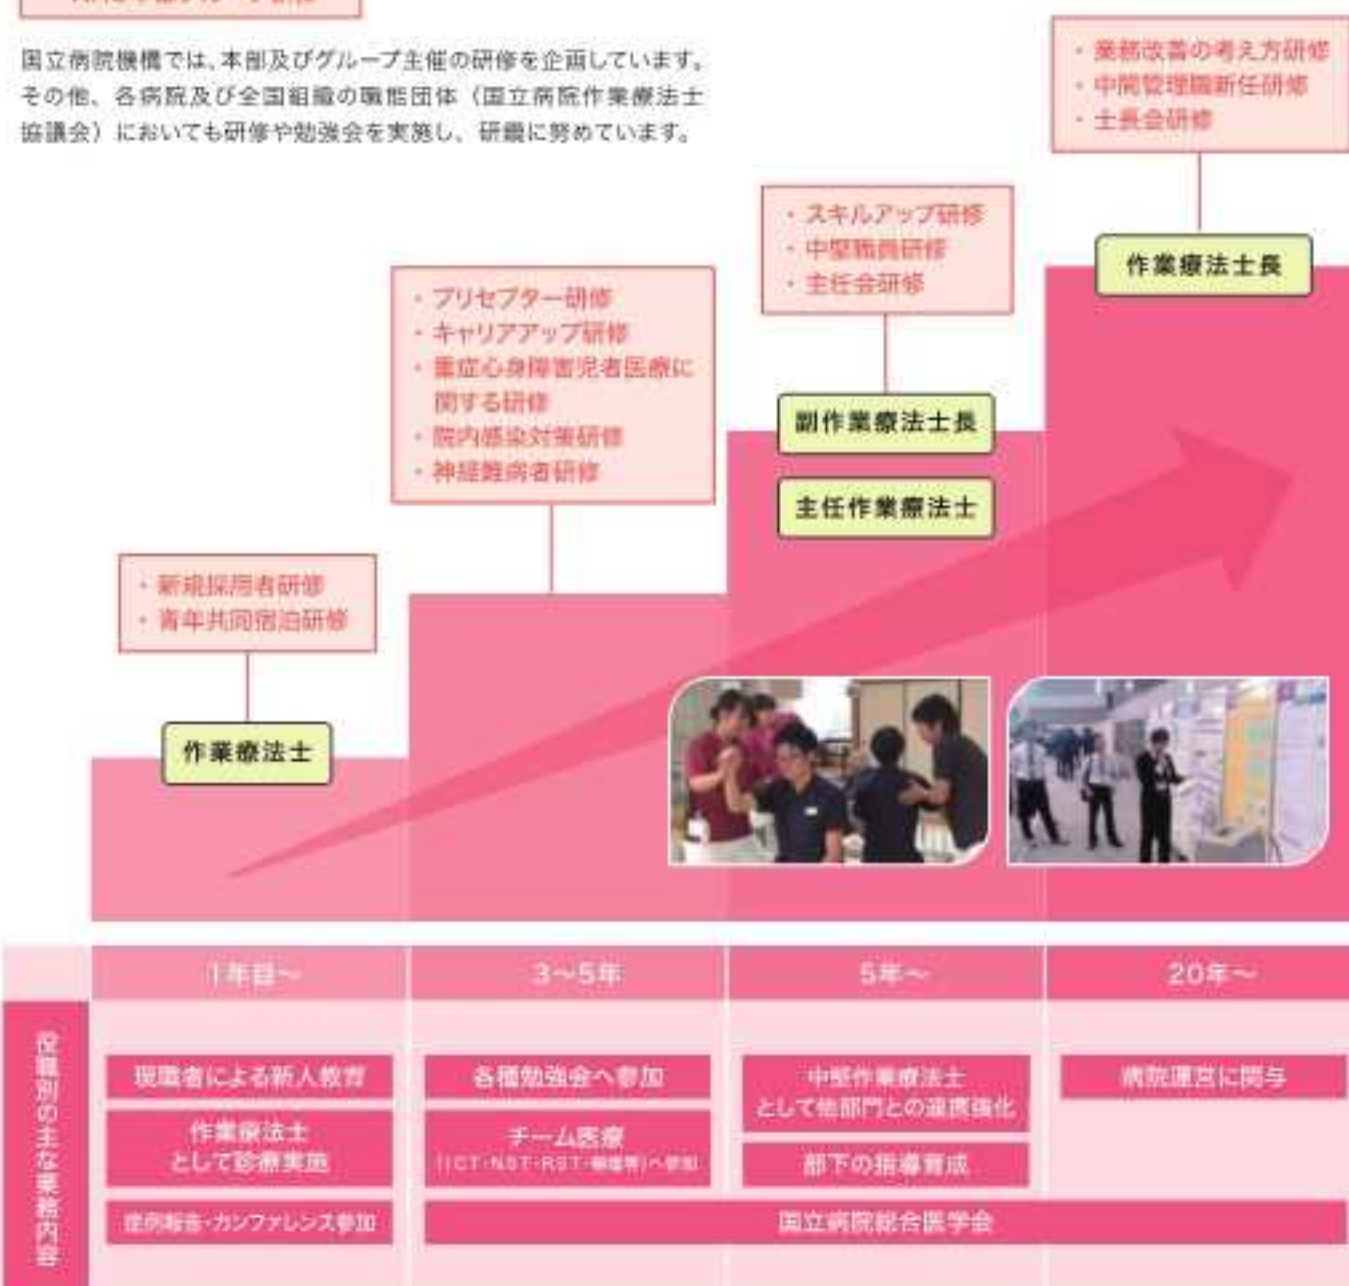 国立病院機構では、本部及びグループ主催の研修を企画しています。
その他、各病院及び全国組織の職能団体（国立病院作業療法士
協議会）においても研修や勉強会を実施し、研鑽に努めています。
・業務改善の考え方研修
・中間管理職新任研修
・士長会研修
作業療法士長
・スキルアップ研修
・中堅職員研修
・主任会研修
副作業療法士長
主任作業療法士
・プリセプター研修
・キャリアアップ研修
・重症心身障害児者医療に
関する研修
・院内感染対策研修
・神経難病者研修
・新規採用者研修
・青年共同宿泊研修
作業療法士
1年目～
3～5年
5年～
20年～
役職別の主な業務内容
現職者による新人教育
作業療法士
として診療実施
症例報告・カンファレンス参加
各種勉強会へ参加
チーム医療
(ICT・NST・RST・褥瘡等)へ参加
中堅作業療法士
として他部門との連携強化
部下の指導育成
病院運営に関与
国立病院総合医学会